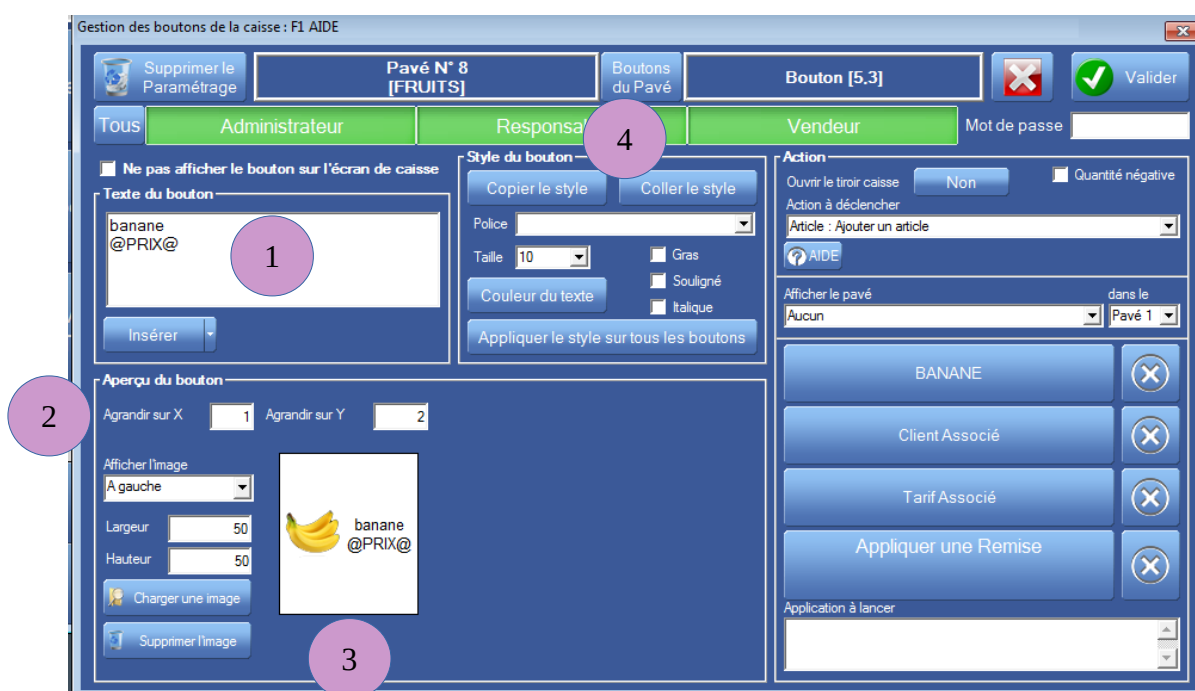 Gestion des boutons de la caisse : F1 AIDE
Supprimer le
Paramétrage
Pavé N° 8
[FRUITS]
Boutons
du Pavé
Bouton [5,3]
Valider
Tous
Administrateur
Vendeur
Mot de passe
4
Ne pas afficher le bouton sur l'écran de caisse
Texte du bouton
banane
@PRIX@
1
Insérer
Style du bouton
Copier le style
Coller le style
Police
Taille
10
Gras
Souligné
Italique
Couleur du texte
Appliquer le style sur tous les boutons
Action
Ouvrir le tiroir caisse
Non
Quantité négative
Action à déclencher
Article : Ajouter un article
AIDE
Afficher le pavé
dans le
Aucun
Pavé 1
BANANE
Client Associé
Tarif Associé
Appliquer une Remise
Application à lancer
Aperçu du bouton
2
Agrandir sur X
1
Agrandir sur Y
2
Afficher l'image
A gauche
Largeur
50
Hauteur
50
Charger une image
Supprimer l'image
banane
@PRIX@
3